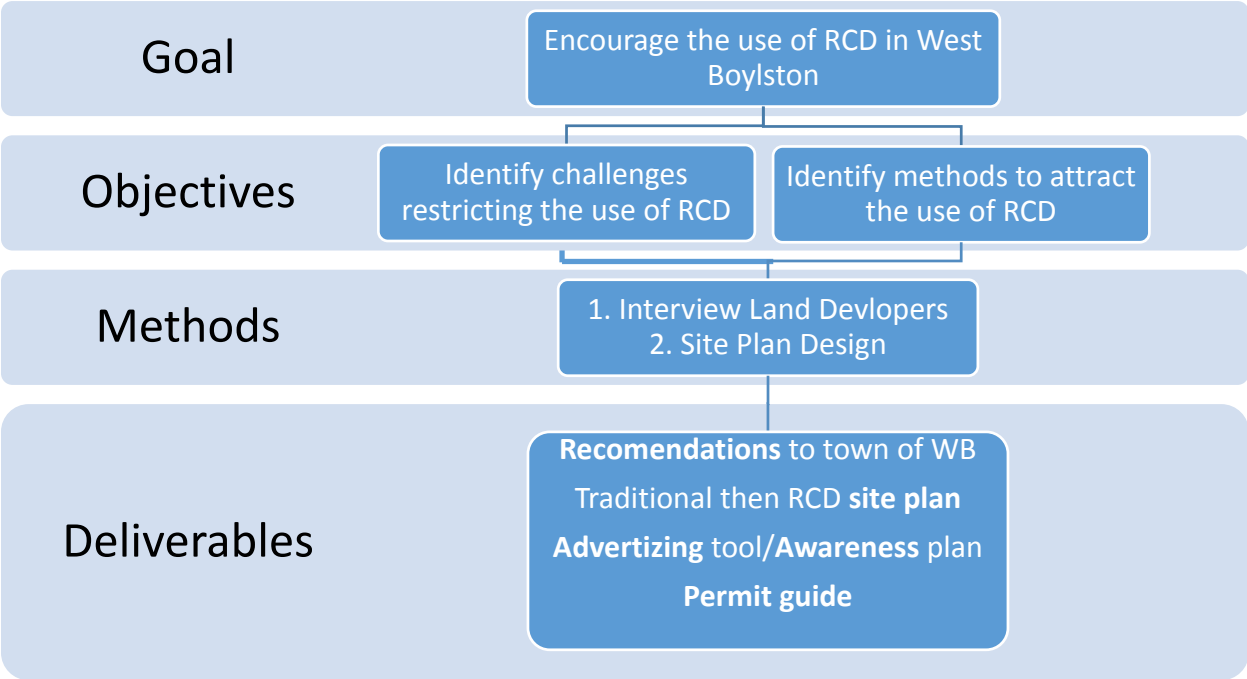 Goal
Encourage the use of RCD in West
Boylston
Objectives
Identify challenges
restricting the use of RCD
Identify methods to attract
the use of RCD
Methods
1. Interview Land Devlopers
2. Site Plan Design
Deliverables
Recomendations to town of WB
Traditional then RCD site plan
Advertizing tool/Awareness plan
Permit guide